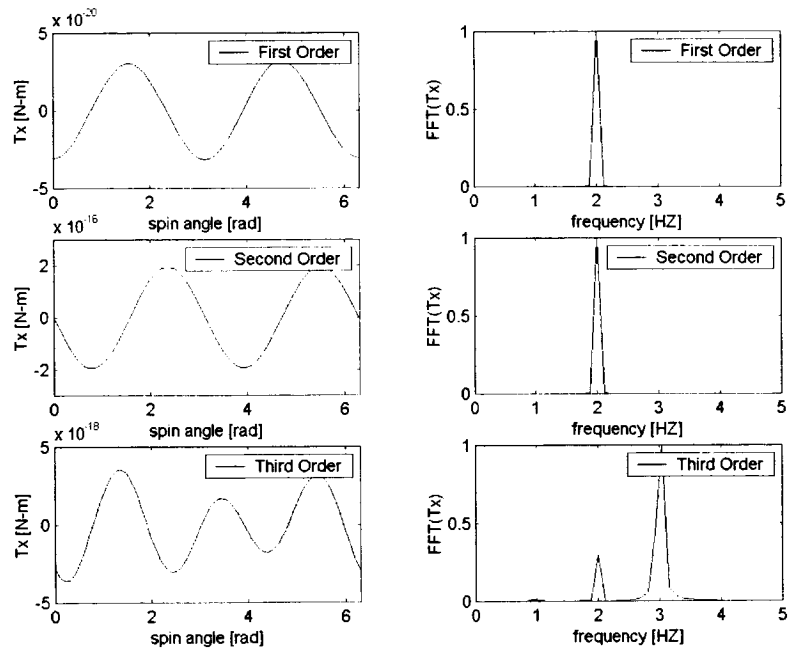 x 10^-20
5
0
-5
Tx [N-m]
First Order
0 2 4 6
spin angle [rad]
1
0.5
0
FFT(Tx)
First Order
0 1 2 3 4 5
frequency [HZ]
x 10^-16
2
0
-2
Tx [N-m]
Second Order
0 2 4 6
spin angle [rad]
1
0.5
0
FFT(Tx)
Second Order
0 1 2 3 4 5
frequency [HZ]
x 10^-18
5
0
-5
Tx [N-m]
Third Order
0 2 4 6
spin angle [rad]
1
0.5
0
FFT(Tx)
Third Order
0 1 2 3 4 5
frequency [HZ]